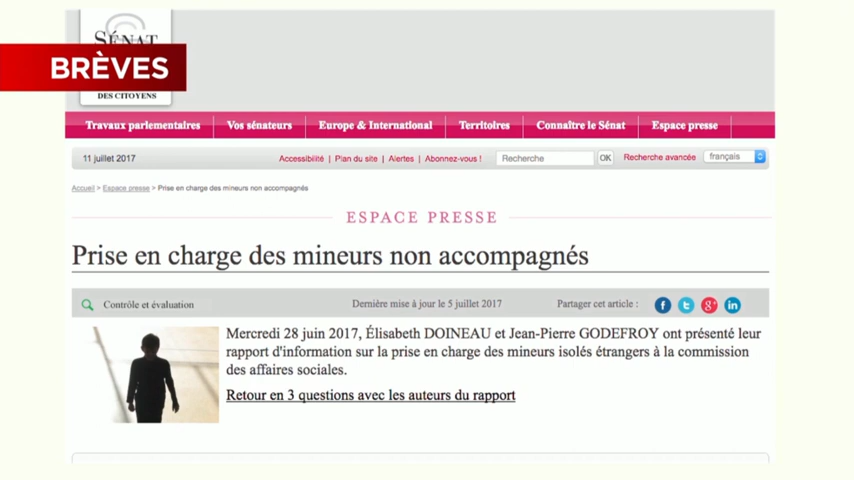 SÉNAT
BRÈVES
DES CITOYENS
Travaux parlementaires Vos sénateurs Europe & International Territoires Connaître le Sénat Espace presse
11 juillet 2017 Accessibilité | Plan du site | Alertes | Abonnez-vous ! Recherche OK Recherche avancée français
Accueil > Espace presse > Prise en charge des mineurs non accompagnés
ESPACE PRESSE
Prise en charge des mineurs non accompagnés
Contrôle et évaluation Dernière mise à jour le 5 juillet 2017 Partager cet article : f t g+ in
Mercredi 28 juin 2017, Élisabeth DOINEAU et Jean-Pierre GODEFROY ont présenté leur
rapport d'information sur la prise en charge des mineurs isolés étrangers à la commission
des affaires sociales.
Retour en 3 questions avec les auteurs du rapport